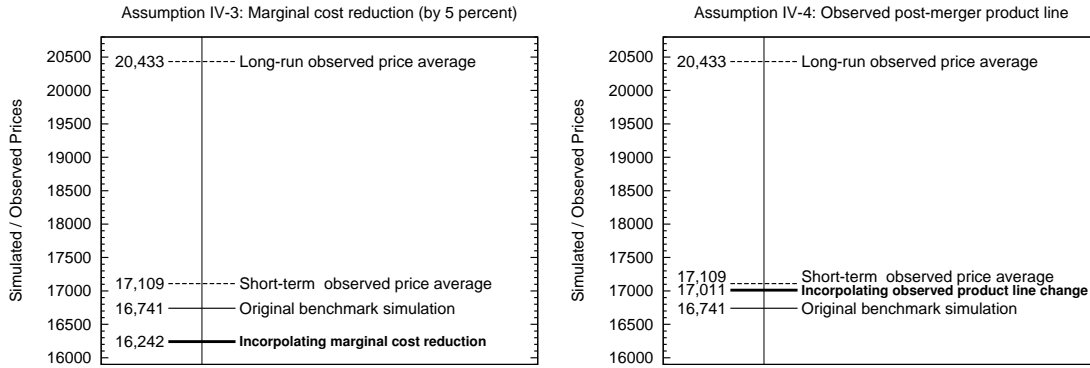 Assumption IV-3: Marginal cost reduction (by 5 percent)
Simulated / Observed Prices
20500
20000
19500
19000
18500
18000
17500
17000
16500
16000
20,433 Long-run observed price average
17,109 Short-term observed price average
16,741 Original benchmark simulation
16,242 Incorpolating marginal cost reduction
Assumption IV-4: Observed post-merger product line
Simulated / Observed Prices
20500
20000
19500
19000
18500
18000
17500
17000
16500
16000
20,433 Long-run observed price average
17,109 Short-term observed price average
17,011 Incorpolating observed product line change
16,741 Original benchmark simulation